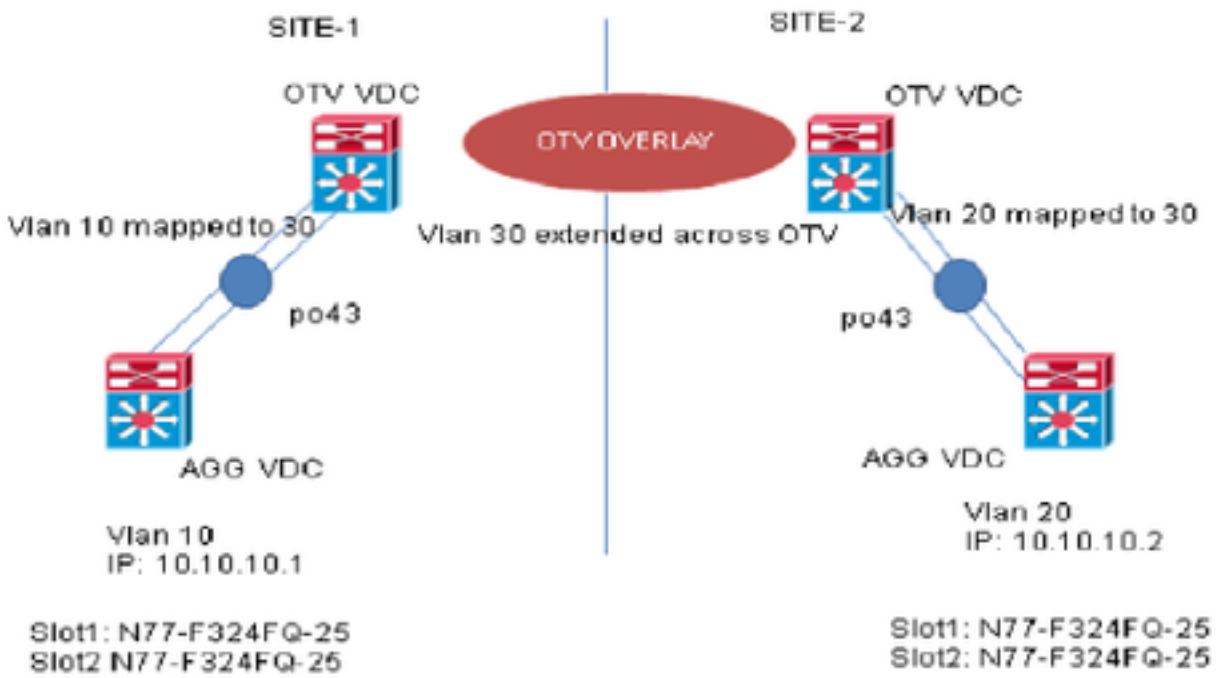 SITE-1
SITE-2
OTV VDC
OTV VDC
OTV OVERLAY
Vlan 10 mapped to 30
Vlan 30 extended across OTV
Vlan 20 mapped to 30
po43
po43
AGG VDC
AGG VDC
Vlan 10
IP: 10.10.10.1
Vlan 20
IP: 10.10.10.2
Slot1: N77-F324FQ-25
Slot2 N77-F324FQ-25
Slot1: N77-F324FQ-25
Slot2: N77-F324FQ-25